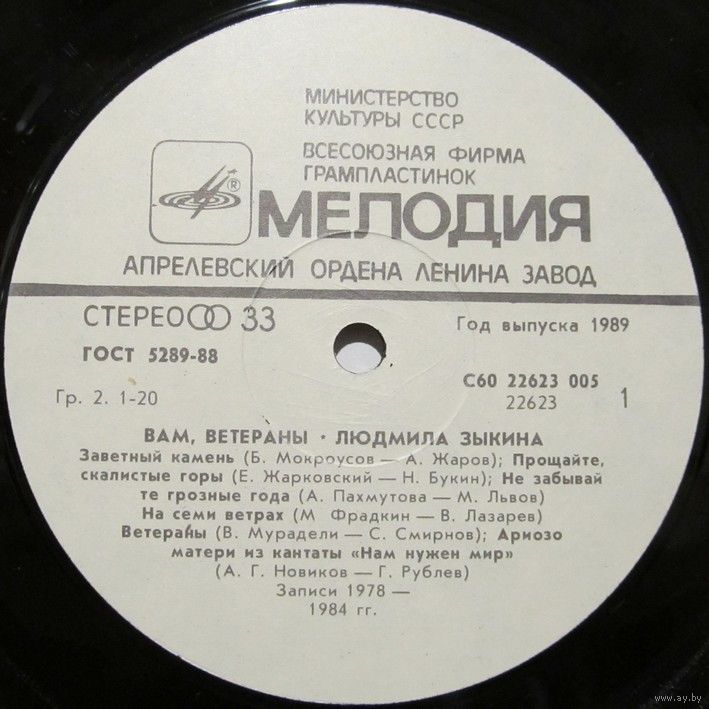 МИНИСТЕРСТВО
КУЛЬТУРЫ СССР
ВСЕСОЮЗНАЯ ФИРМА
ГРАМПЛАСТИНОК
®
МЕЛОДИЯ
АПРЕЛЕВСКИЙ ОРДЕНА ЛЕНИНА ЗАВОД
СТЕРЕО 33
Год выпуска 1989
ГОСТ 5289-88
С60 22623 005
Гр. 2. 1-20
22623 1
ВАМ, ВЕТЕРАНЫ · ЛЮДМИЛА ЗЫКИНА
Заветный камень (Б. Мокроусов — А. Жаров); Прощайте,
скалистые горы (Е. Жарковский — Н. Букин); Не забывай
те грозные года (А. Пахмутова — М. Львов)
На семи ветрах (М Фрадкин — В. Лазарев)
Ветераны (В. Мурадели — С. Смирнов); Ариозо
матери из кантаты «Нам нужен мир»
(А. Г. Новиков — Г. Рублев)
Записи 1978 —
1984 гг.
www.ay.by